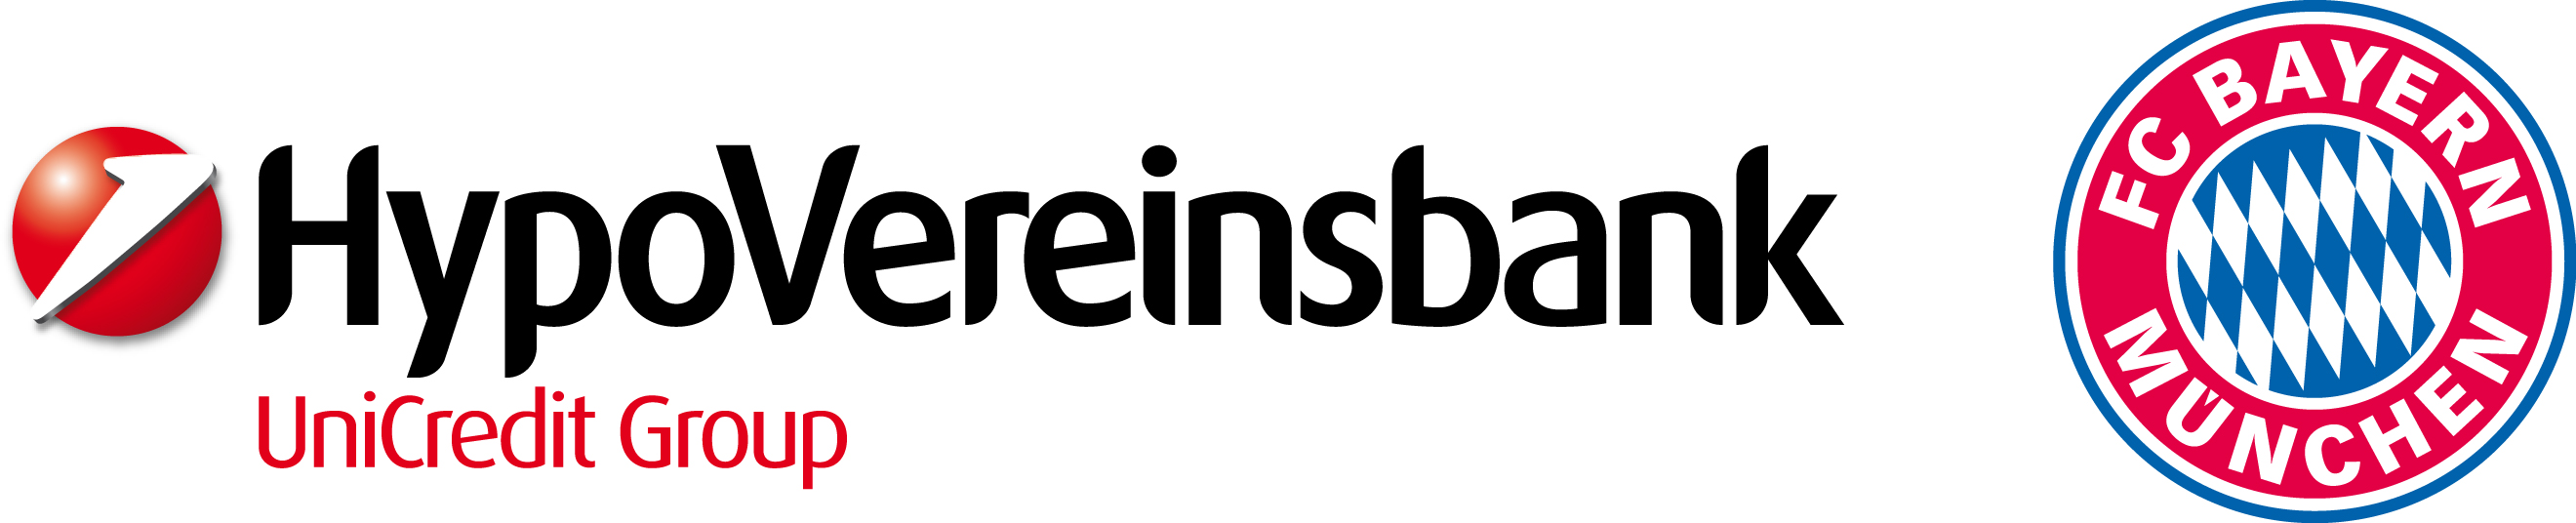 HypoVereinsbank
UniCredit Group
FC BAYERN
MÜNCHEN